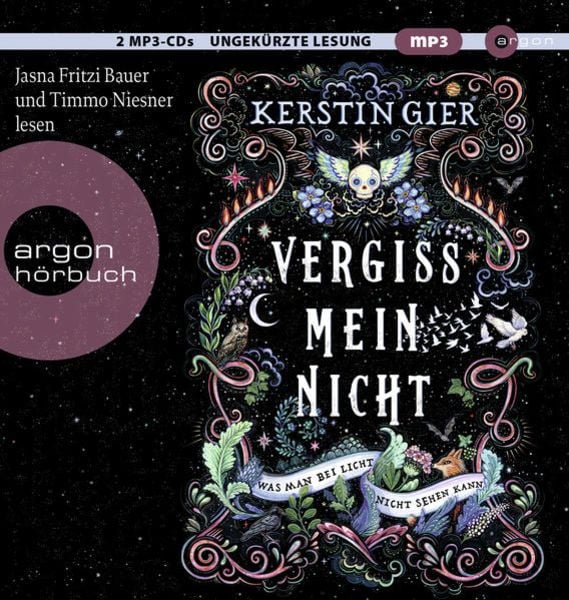 2 MP3-CDs UNGEKÜRZTE LESUNG mp3 argon
Jasna Fritzi Bauer
und Timmo Niesner
lesen
KERSTIN GIER
argon
hörbuch
VERGISS
MEIN
NICHT
WAS MAN BEI LICHT
NICHT SEHEN KANN